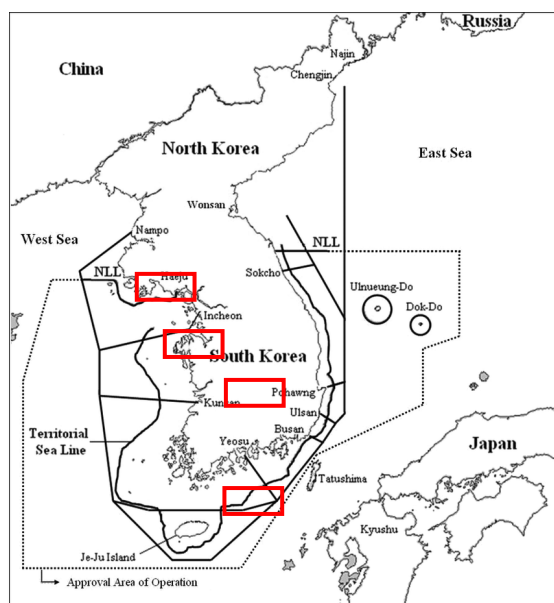 Russia
Najin
China
Chengjin
North Korea
East Sea
Wonsan
West Sea
Nampo
NLL
NLL
Haeju
Sokcho
Ulnueung-Do
Dok-Do
Incheon
South Korea
Pohawng
Kunsan
Ulsan
Territorial
Sea Line
Busan
Yeosu
Japan
Tatushima
Kyushu
Je-Ju Island
Approval Area of Operation